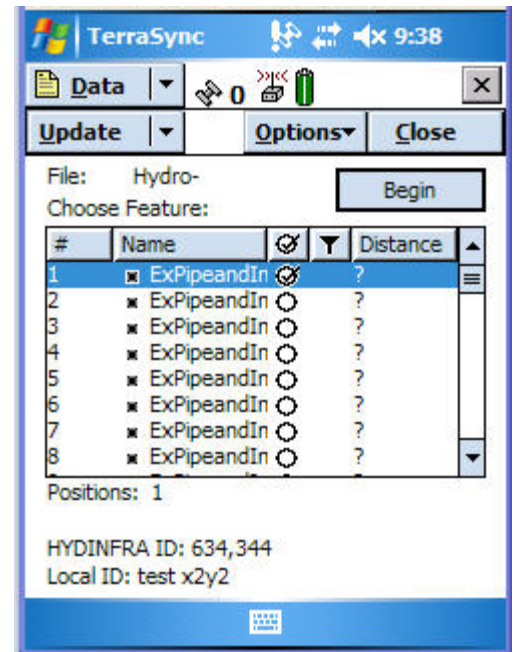 TerraSync 9:38
Data 0
Update Options Close
File: Hydro-
Begin
Choose Feature:
# Name Distance
1 ExPipeandIn ?
2 ExPipeandIn ?
3 ExPipeandIn ?
4 ExPipeandIn ?
5 ExPipeandIn ?
6 ExPipeandIn ?
7 ExPipeandIn ?
8 ExPipeandIn ?
Positions: 1
HYDINFRA ID: 634,344
Local ID: test x2y2